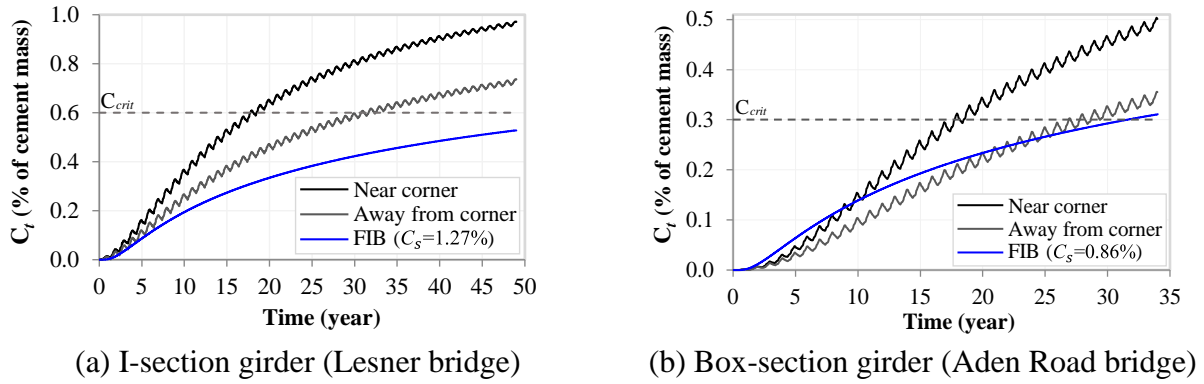 1.0
0.8
0.6
0.4
0.2
0.0
C_t (% of cement mass)
C_crit
Near corner
Away from corner
FIB (C_s=1.27%)
0 5 10 15 20 25 30 35 40 45 50
Time (year)
(a) I-section girder (Lesner bridge)
0.5
0.4
0.3
0.2
0.1
0.0
C_t (% of cement mass)
C_crit
Near corner
Away from corner
FIB (C_s=0.86%)
0 5 10 15 20 25 30 35
Time (year)
(b) Box-section girder (Aden Road bridge)